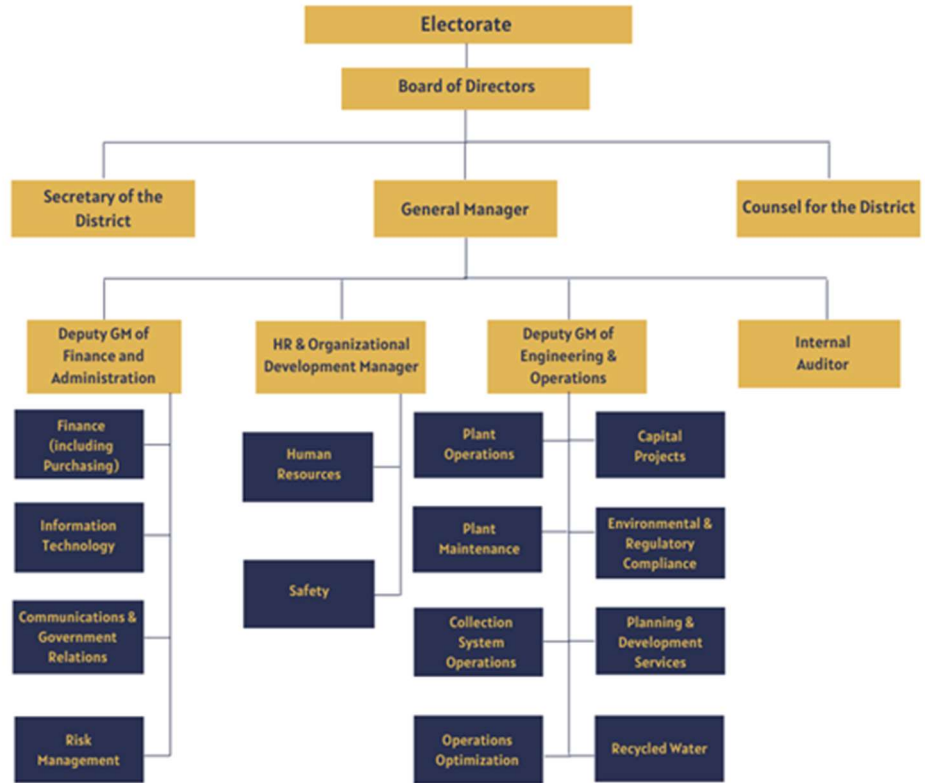 Electorate
Board of Directors
Secretary of the
District
General Manager
Counsel for the District
Deputy GM of
Finance and
Administration
HR & Organizational
Development Manager
Deputy GM of
Engineering &
Operations
Internal
Auditor
Finance
(including
Purchasing)
Information
Technology
Communications &
Government
Relations
Risk
Management
Human
Resources
Safety
Plant
Operations
Plant
Maintenance
Collection
System
Operations
Operations
Optimization
Capital
Projects
Environmental &
Regulatory
Compliance
Planning &
Development
Services
Recycled Water